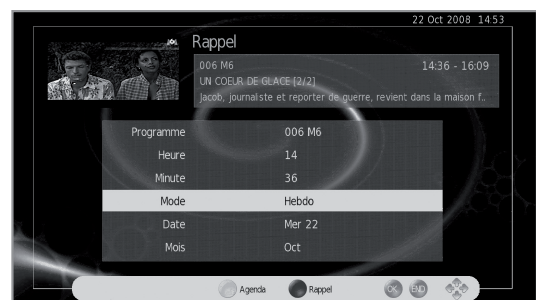 22 Oct 2008 14:53
M6
Rappel
006 M6 14:36 - 16:09
UN COEUR DE GLACE [2/2]
Jacob, journaliste et reporter de guerre, revient dans la maison f..
Programme 006 M6
Heure 14
Minute 36
Mode Hebdo
Date Mer 22
Mois Oct
Agenda Rappel OK END